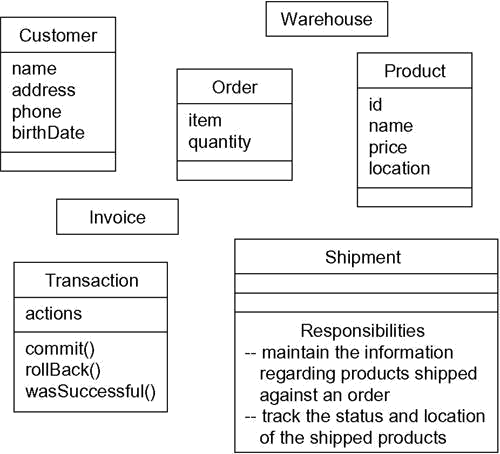 Warehouse
Customer
name
address
phone
birthDate
Order
item
quantity
Product
id
name
price
location
Invoice
Transaction
actions
commit()
rollBack()
wasSuccessful()
Shipment
Responsibilities
-- maintain the information
regarding products shipped
against an order
-- track the status and location
of the shipped products